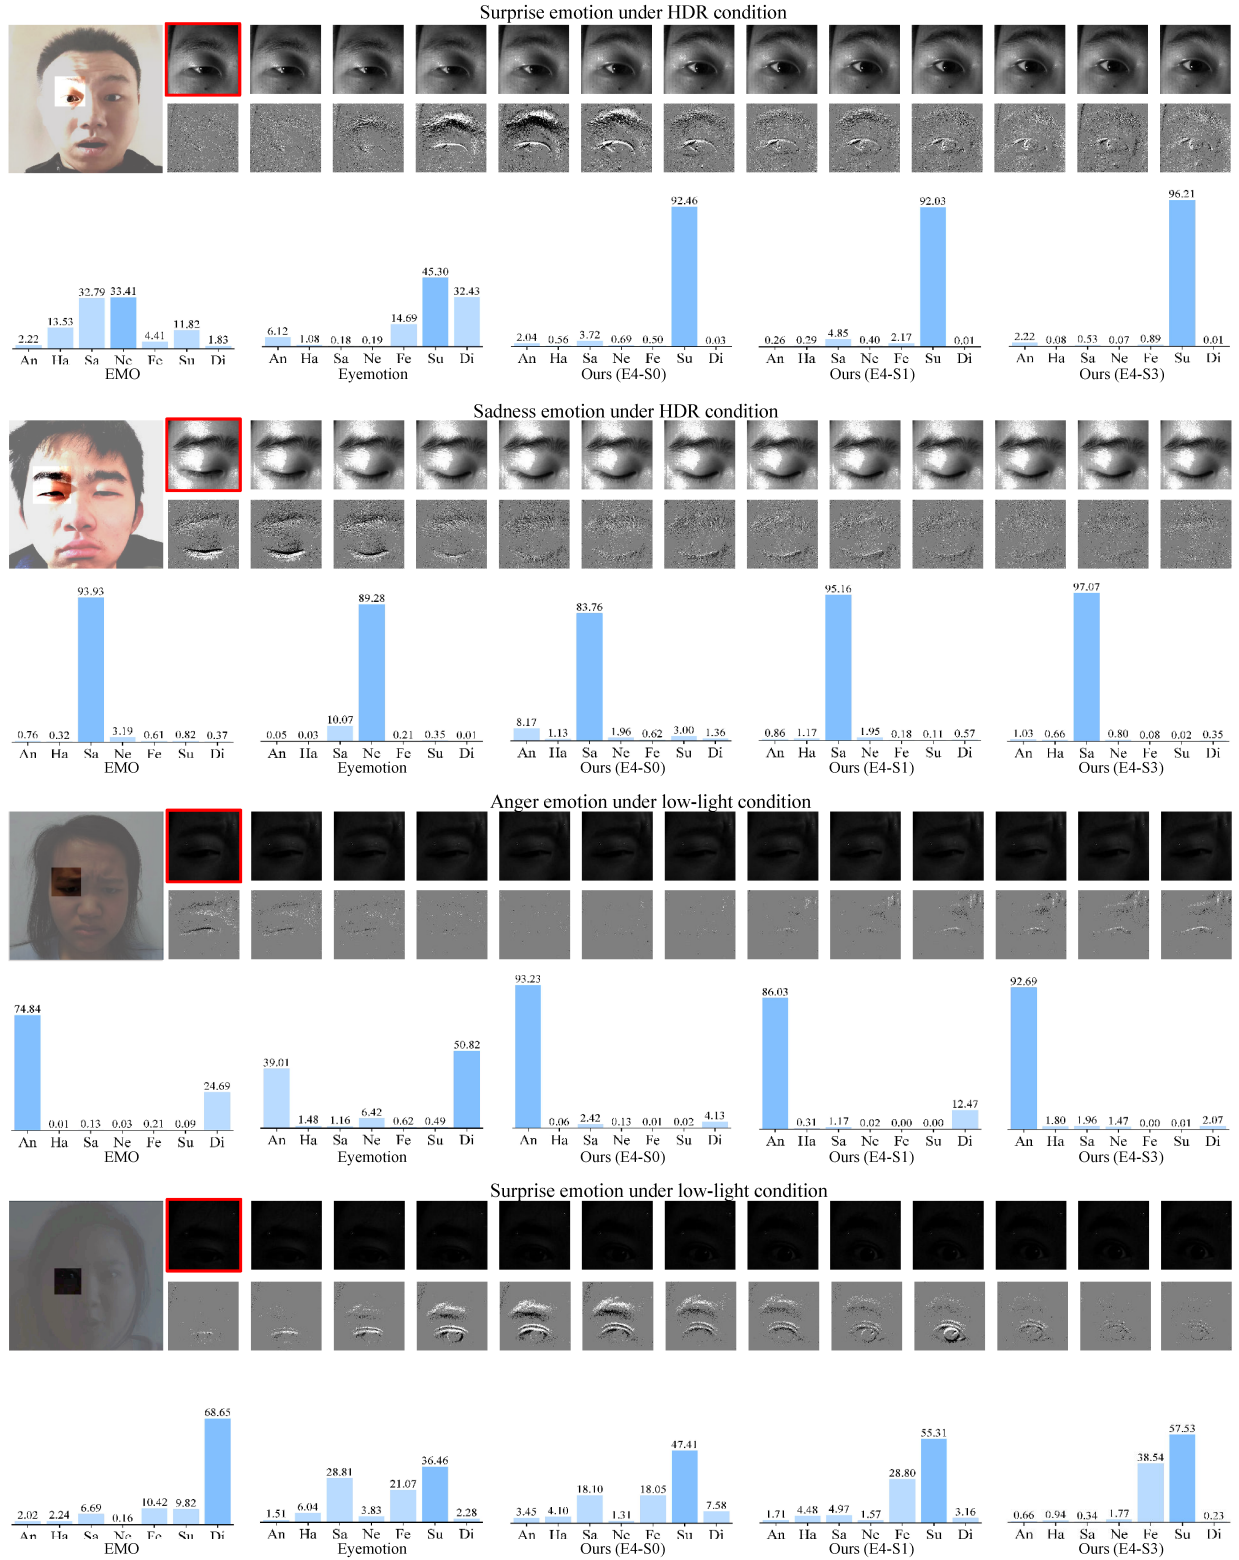 Surprise emotion under HDR condition
2.22 13.53 32.79 33.41 4.41 11.82 1.83
An Ha Sa Ne Fe Su Di
EMO
6.12 1.08 0.18 0.19 14.69 45.30 32.43
An Ha Sa Ne Fe Su Di
Eyemotion
2.04 0.56 3.72 0.69 0.50 92.46 0.03
An Ha Sa Ne Fe Su Di
Ours (E4-S0)
0.26 0.29 4.85 0.40 2.17 92.03 0.01
An Ha Sa Ne Fe Su Di
Ours (E4-S1)
2.22 0.08 0.53 0.07 0.89 96.21 0.01
An Ha Sa Ne Fe Su Di
Ours (E4-S3)
Sadness emotion under HDR condition
0.76 0.32 93.93 3.19 0.61 0.82 0.37
An Ha Sa Ne Fe Su Di
EMO
0.05 0.03 10.07 89.28 0.21 0.35 0.01
An Ha Sa Ne Fe Su Di
Eyemotion
8.17 1.13 83.76 1.96 0.62 3.00 1.36
An Ha Sa Ne Fe Su Di
Ours (E4-S0)
0.86 1.17 95.16 1.95 0.18 0.11 0.57
An Ha Sa Ne Fe Su Di
Ours (E4-S1)
1.03 0.66 97.07 0.80 0.08 0.02 0.35
An Ha Sa Ne Fe Su Di
Ours (E4-S3)
Anger emotion under low-light condition
74.84 0.01 0.13 0.03 0.21 0.09 24.69
An Ha Sa Ne Fe Su Di
EMO
39.01 1.48 1.16 6.42 0.62 0.49 50.82
An Ha Sa Ne Fe Su Di
Eyemotion
93.23 0.06 2.42 0.13 0.01 0.02 4.13
An Ha Sa Ne Fe Su Di
Ours (E4-S0)
86.03 0.31 1.17 0.02 0.00 0.00 12.47
An Ha Sa Ne Fe Su Di
Ours (E4-S1)
92.69 1.80 1.96 1.47 0.00 0.01 2.07
An Ha Sa Ne Fe Su Di
Ours (E4-S3)
Surprise emotion under low-light condition
2.02 2.24 6.69 0.16 10.42 9.82 68.65
An Ha Sa Ne Fe Su Di
EMO
1.51 6.04 28.81 3.83 21.07 36.46 2.28
An Ha Sa Ne Fe Su Di
Eyemotion
3.45 4.10 18.10 1.31 18.05 47.41 7.58
An Ha Sa Ne Fe Su Di
Ours (E4-S0)
1.71 4.48 4.97 1.57 28.80 55.31 3.16
An Ha Sa Ne Fe Su Di
Ours (E4-S1)
0.66 0.94 0.34 1.77 38.54 57.53 0.23
An Ha Sa Ne Fe Su Di
Ours (E4-S3)